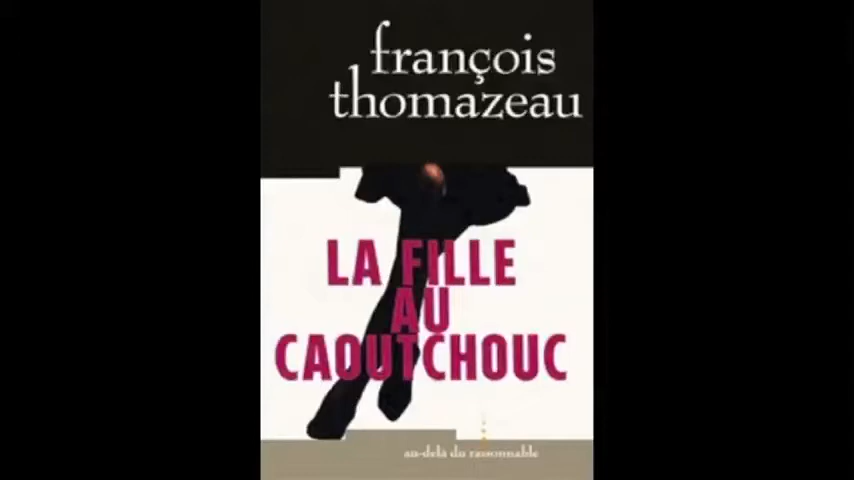 françois
thomazeau
LA FILLE
AU
CAOUTCHOUC
au-delà du raisonnable